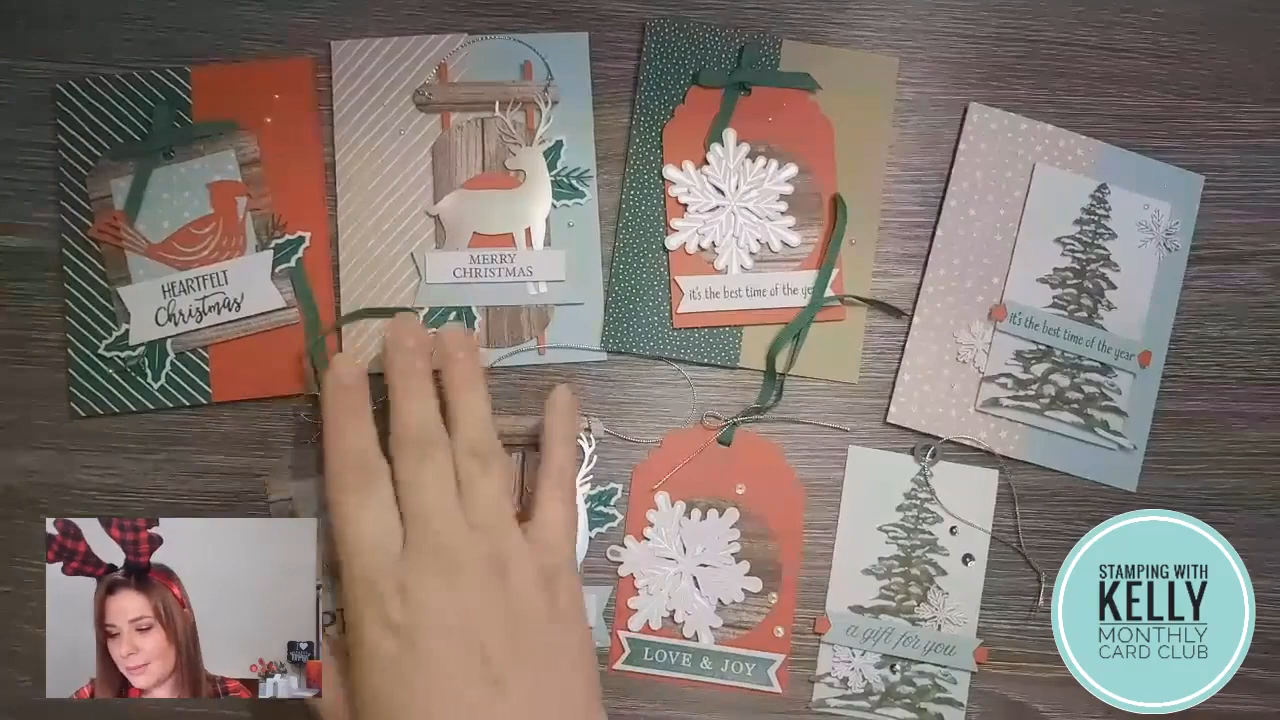 HEARTFELT
Christmas
MERRY
CHRISTMAS
it's the best time of the
it's the best time of the year
LOVE & JOY
a gift for you
STAMPING WITH
KELLY
MONTHLY
CARD CLUB